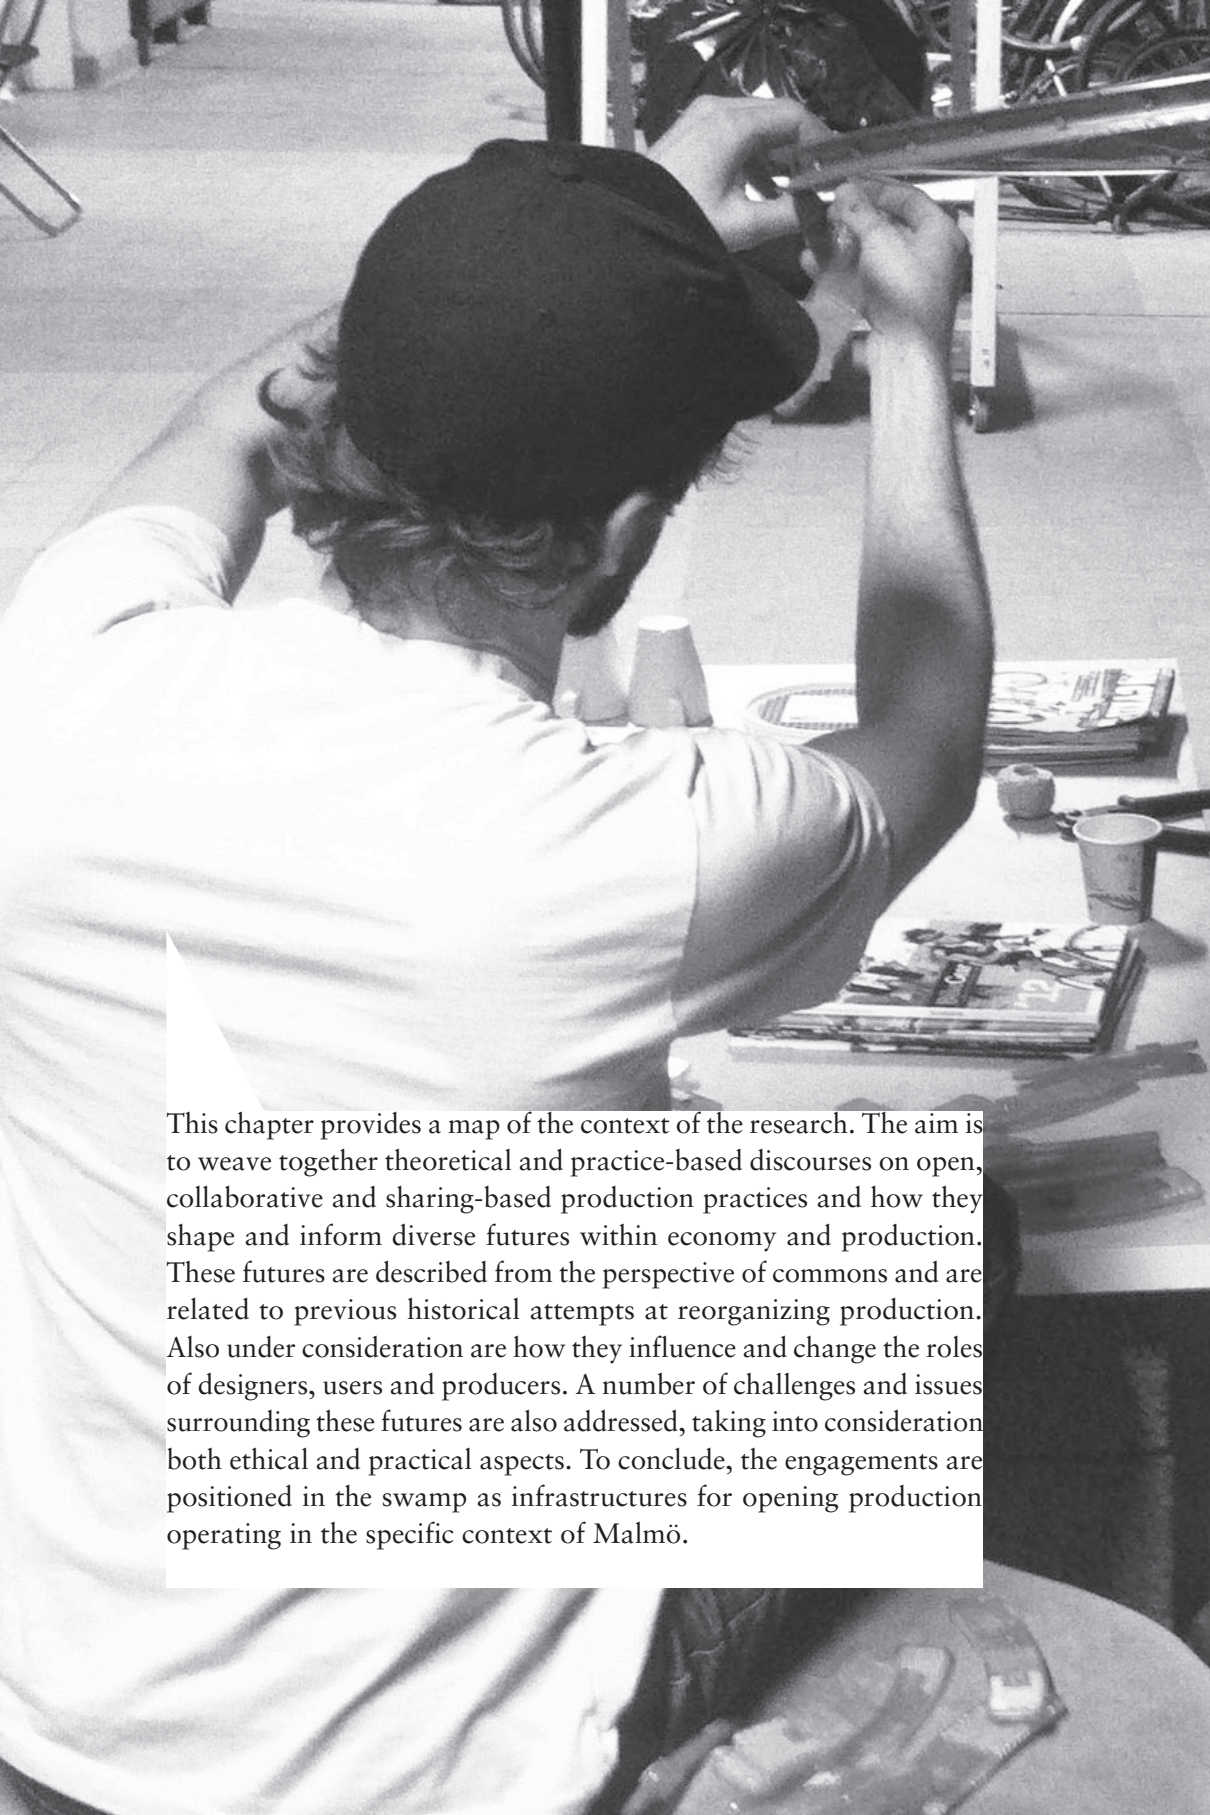 '12
This chapter provides a map of the context of the research. The aim is
to weave together theoretical and practice-based discourses on open,
collaborative and sharing-based production practices and how they
shape and inform diverse futures within economy and production.
These futures are described from the perspective of commons and are
related to previous historical attempts at reorganizing production.
Also under consideration are how they influence and change the roles
of designers, users and producers. A number of challenges and issues
surrounding these futures are also addressed, taking into consideration
both ethical and practical aspects. To conclude, the engagements are
positioned in the swamp as infrastructures for opening production
operating in the specific context of Malmö.